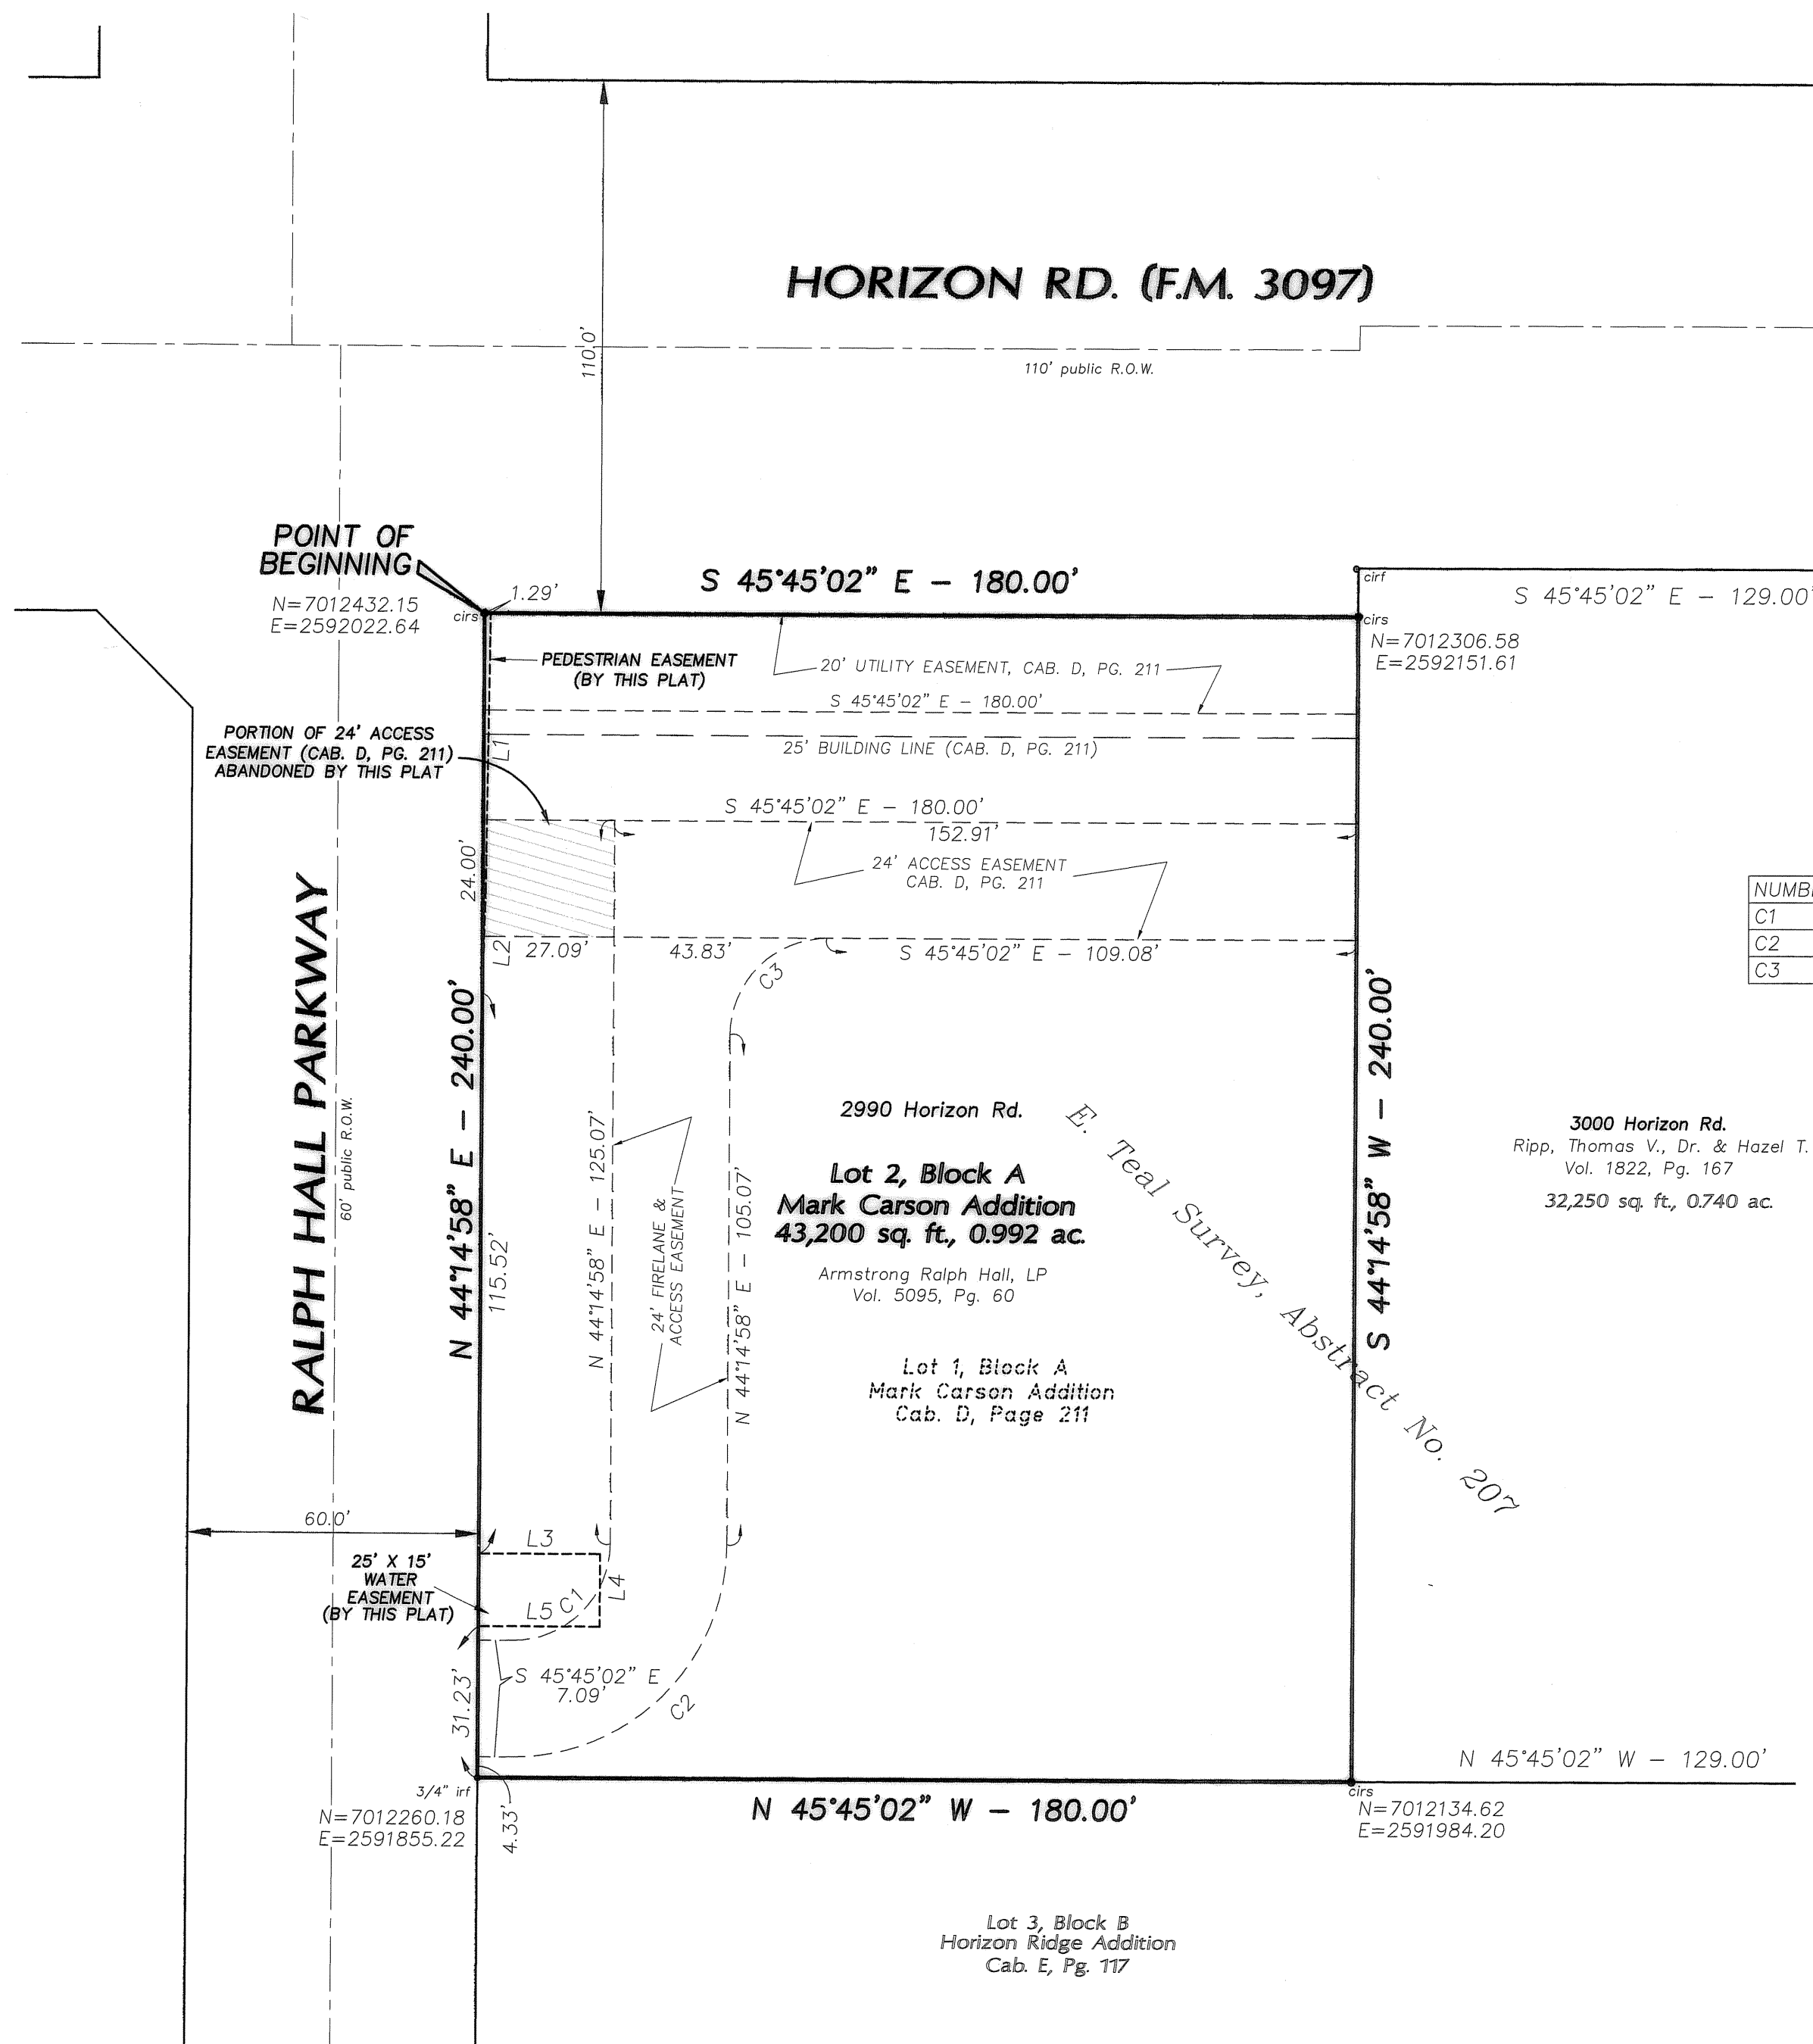 HORIZON RD. (F.M. 3097)
110.0'
110' public R.O.W.
POINT OF
BEGINNING
N=7012432.15
E=2592022.64
cirs
1.29'
S 45°45'02" E - 180.00'
cirf
S 45°45'02" E - 129.00'
cirs
N=7012306.58
E=2592151.61
PEDESTRIAN EASEMENT
(BY THIS PLAT)
20' UTILITY EASEMENT, CAB. D, PG. 211
S 45°45'02" E - 180.00'
PORTION OF 24' ACCESS
EASEMENT (CAB. D, PG. 211)
ABANDONED BY THIS PLAT
L1
25' BUILDING LINE (CAB. D, PG. 211)
S 45°45'02" E - 180.00'
152.91'
24.00'
24' ACCESS EASEMENT
CAB. D, PG. 211
L2
27.09'
43.83'
S 45°45'02" E - 109.08'
C3
NUMB
C1
C2
C3
RALPH HALL PARKWAY
60' public R.O.W.
N 44°14'58" E - 240.00'
115.52'
N 44°14'58" E - 125.07'
24' FIRELANE &
ACCESS EASEMENT
N 44°14'58" E - 105.07'
2990 Horizon Rd.
Lot 2, Block A
Mark Carson Addition
43,200 sq. ft., 0.992 ac.
Armstrong Ralph Hall, LP
Vol. 5095, Pg. 60
Lot 1, Block A
Mark Carson Addition
Cab. D, Page 211
E. Teal Survey, Abstract No. 207
S 44°14'58" W - 240.00'
3000 Horizon Rd.
Ripp, Thomas V., Dr. & Hazel T.
Vol. 1822, Pg. 167
32,250 sq. ft., 0.740 ac.
60.0'
L3
25' X 15'
WATER
EASEMENT
(BY THIS PLAT)
L4
L5
C1
S 45°45'02" E
7.09'
31.23'
C2
3/4" irf
N=7012260.18
E=2591855.22
4.33'
N 45°45'02" W - 180.00'
N 45°45'02" W - 129.00'
cirs
N=7012134.62
E=2591984.20
Lot 3, Block B
Horizon Ridge Addition
Cab. E, Pg. 117